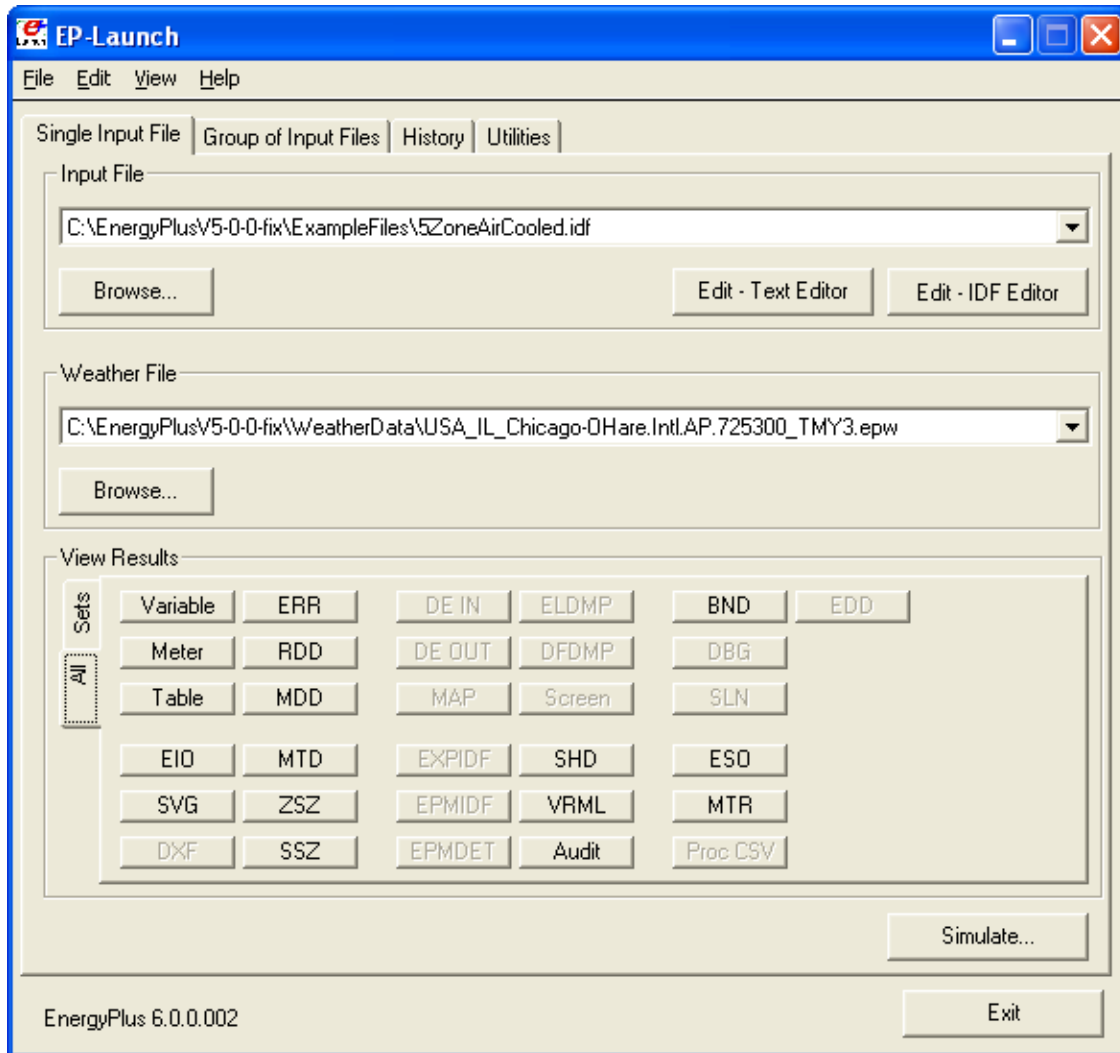 EP-Launch
File Edit View Help
Single Input File Group of Input Files History Utilities
Input File
C:\EnergyPlusV5-0-0-fix\ExampleFiles\5ZoneAirCooled.idf
Browse... Edit - Text Editor Edit - IDF Editor
Weather File
C:\EnergyPlusV5-0-0-fix\WeatherData\USA_IL_Chicago-OHare.Intl.AP.725300_TMY3.epw
Browse...
View Results
Sets
All
Variable ERR DE IN ELDMP BND EDD
Meter RDD DE OUT DFDMP DBG
Table MDD MAP Screen SLN
EIO MTD EXPIDF SHD ESO
SVG ZSZ EPMIDF VRML MTR
DXF SSZ EPMDET Audit Proc CSV
Simulate...
EnergyPlus 6.0.0.002 Exit